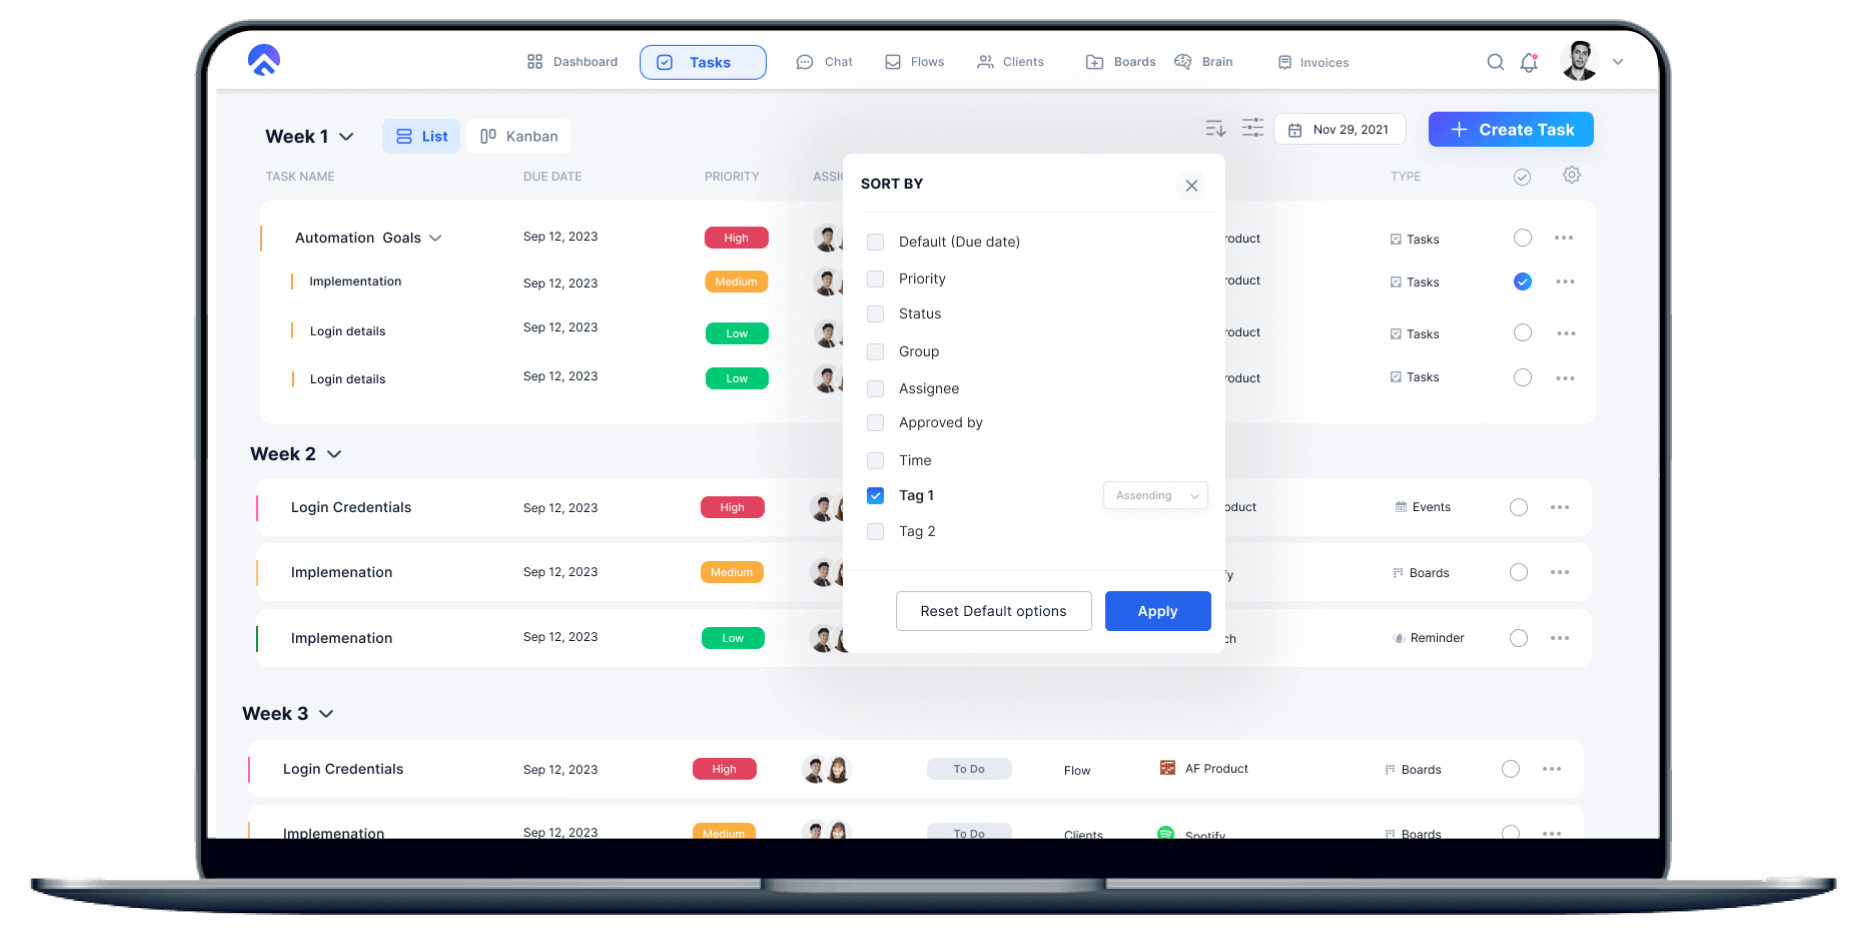 Dashboard Tasks Chat Flows Clients Boards Brain Invoices
Week 1 List Kanban Nov 29, 2021 Create Task
TASK NAME DUE DATE PRIORITY ASSI TYPE
SORT BY
Automation Goals Sep 12, 2023 High roduct Tasks
Default (Due date)
Implementation Sep 12, 2023 Medium roduct Tasks
Priority
Status
Login details Sep 12, 2023 Low roduct Tasks
Group
Login details Sep 12, 2023 Low roduct Tasks
Assignee
Approved by
Week 2
Time
Tag 1 Assending
Login Credentials Sep 12, 2023 High oduct Events
Tag 2
Implemenation Sep 12, 2023 Medium fy Boards
Reset Default options Apply
Implemenation Sep 12, 2023 Low ch Reminder
Week 3
Login Credentials Sep 12, 2023 High To Do Flow AF Product Boards
Implemenation Sep 12, 2023 Medium To Do Clients Spotify Boards